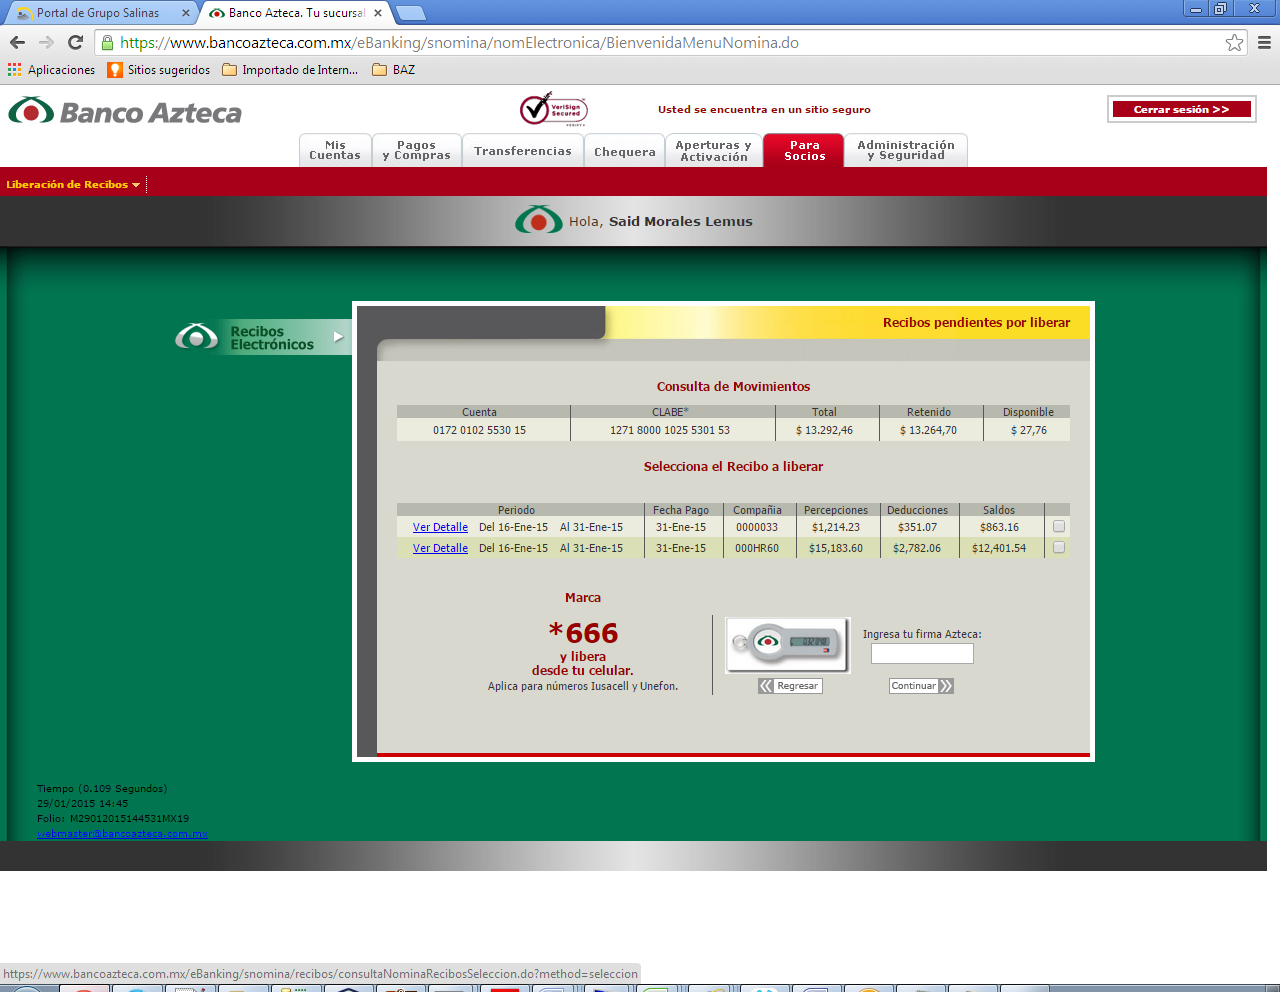 Portal de Grupo Salinas
Banco Azteca. Tu sucursal
https://www.bancoazteca.com.mx/eBanking/snomina/nomElectronica/BienvenidaMenuNomina.do
Aplicaciones Sitios sugeridos Importado de Intern... BAZ
Banco Azteca
VeriSign Secured
VERIFY
Usted se encuentra en un sitio seguro
Cerrar sesión >>
Mis Cuentas
Pagos y Compras
Transferencias
Chequera
Aperturas y Activación
Para Socios
Administración y Seguridad
Liberación de Recibos
Hola, Said Morales Lemus
Recibos
Electrónicos
Recibos pendientes por liberar
Consulta de Movimientos
Cuenta CLABE* Total Retenido Disponible
0172 0102 5530 15 1271 8000 1025 5301 53 $ 13.292,46 $ 13.264,70 $ 27,76
Selecciona el Recibo a liberar
Periodo Fecha Pago Compañia Percepciones Deducciones Saldos
Ver Detalle Del 16-Ene-15 Al 31-Ene-15 31-Ene-15 0000033 $1,214.23 $351.07 $863.16
Ver Detalle Del 16-Ene-15 Al 31-Ene-15 31-Ene-15 000HR60 $15,183.60 $2,782.06 $12,401.54
Marca
*666
y libera
desde tu celular.
Aplica para números Iusacell y Unefon.
Ingresa tu firma Azteca:
Regresar
Continuar
Tiempo (0.109 Segundos)
29/01/2015 14:45
Folio: M29012015144531MX19
webmaster@bancoazteca.com.mx
https://www.bancoazteca.com.mx/eBanking/snomina/recibos/consultaNominaRecibosSeleccion.do?method=seleccion